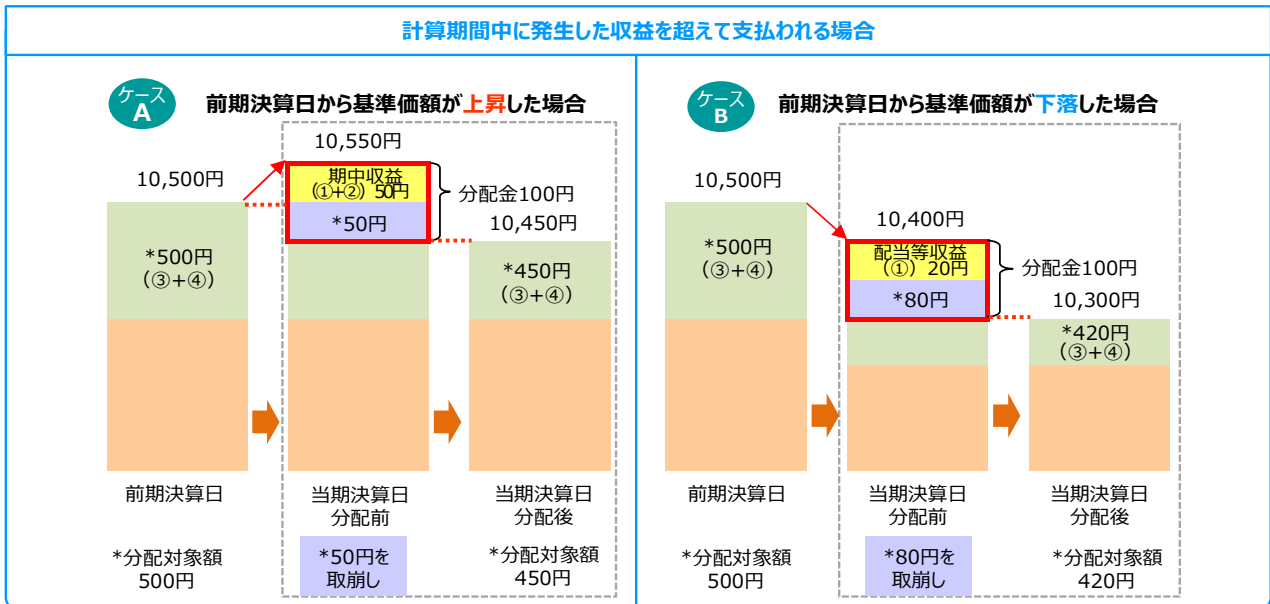 計算期間中に発生した収益を超えて支払われる場合
ケース
A
前期決算日から基準価額が上昇した場合
10,550円
10,500円
期中収益
(①+②) 50円
分配金100円
*50円
10,450円
*500円
(③+④)
*450円
(③+④)
前期決算日
当期決算日
分配前
当期決算日
分配後
*分配対象額
500円
*50円を
取崩し
*分配対象額
450円
ケース
B
前期決算日から基準価額が下落した場合
10,500円
10,400円
*500円
(③+④)
配当等収益
(①) 20円
分配金100円
*80円
10,300円
*420円
(③+④)
前期決算日
当期決算日
分配前
当期決算日
分配後
*分配対象額
500円
*80円を
取崩し
*分配対象額
420円